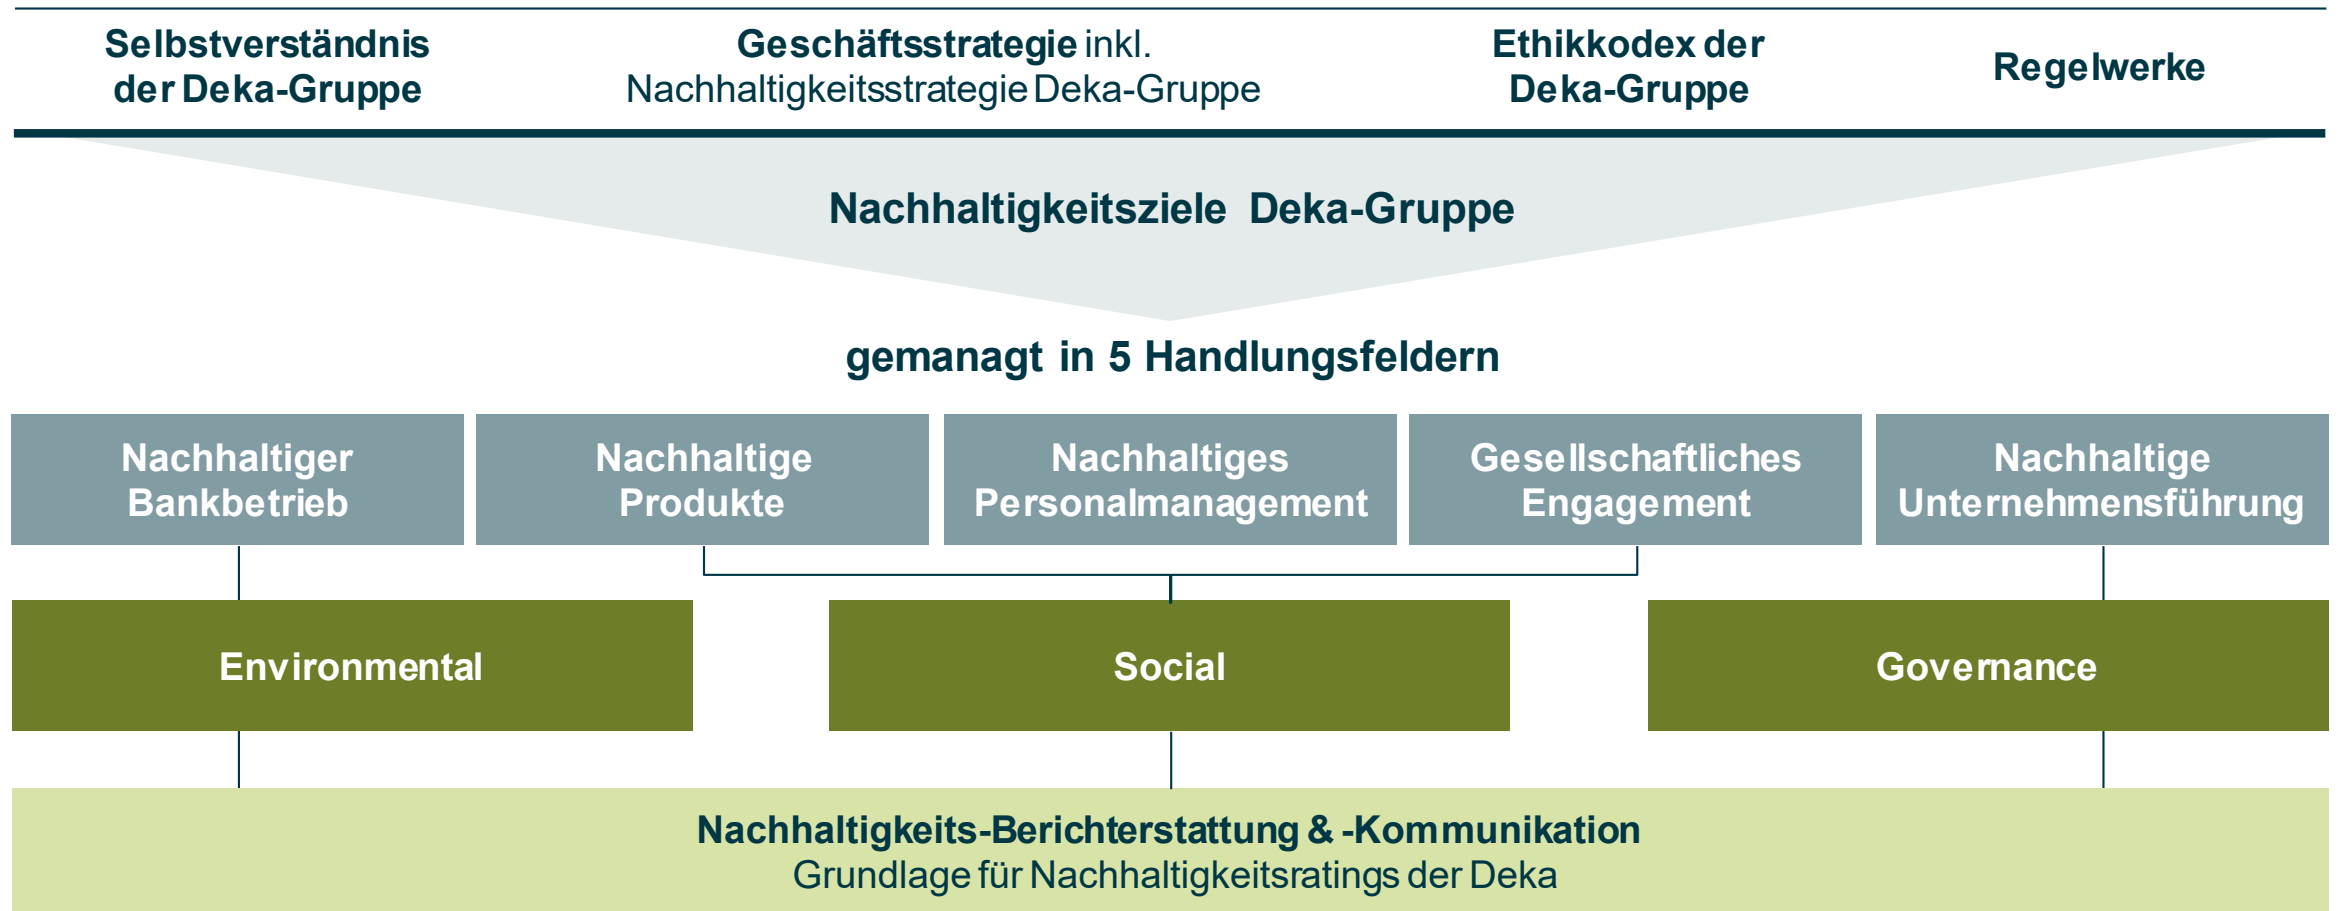 Selbstverständnis
der Deka-Gruppe
Geschäftsstrategie inkl.
Nachhaltigkeitsstrategie Deka-Gruppe
Ethikkodex der
Deka-Gruppe
Regelwerke
Nachhaltigkeitsziele Deka-Gruppe
gemanagt in 5 Handlungsfeldern
Nachhaltiger
Bankbetrieb
Nachhaltige
Produkte
Nachhaltiges
Personalmanagement
Gesellschaftliches
Engagement
Nachhaltige
Unternehmensführung
Environmental
Social
Governance
Nachhaltigkeits-Berichterstattung & -Kommunikation
Grundlage für Nachhaltigkeitsratings der Deka